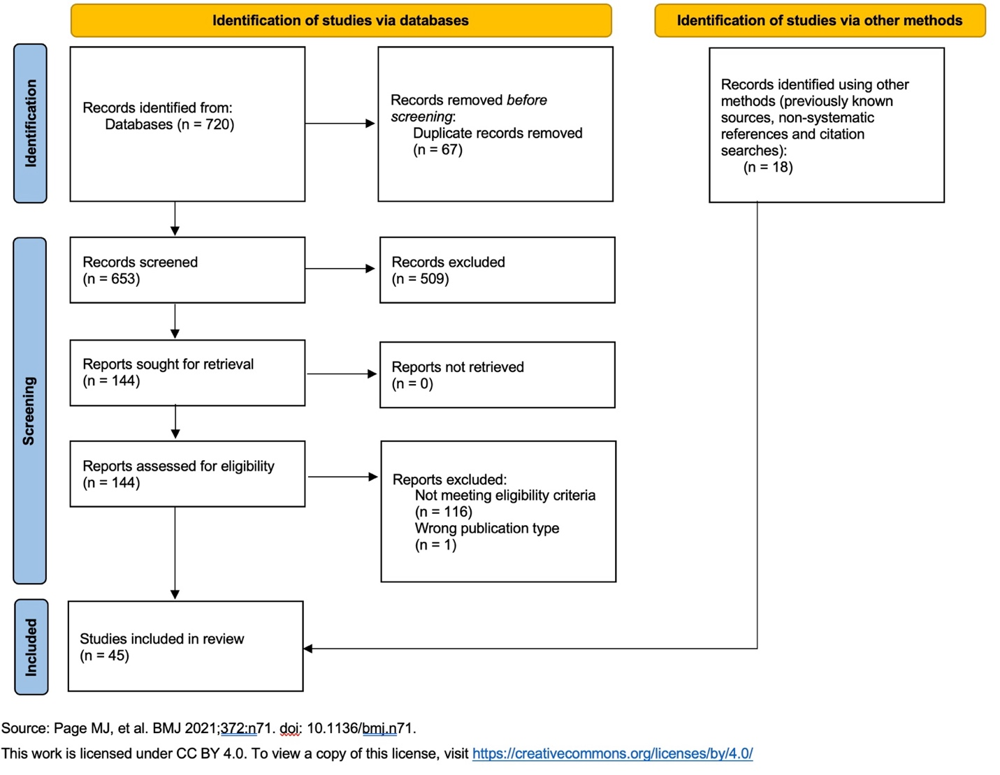 Identification of studies via databases
Identification of studies via other methods
Identification
Records identified from:
Databases (n = 720)
Records removed before
screening:
Duplicate records removed
(n = 67)
Records identified using other
methods (previously known
sources, non-systematic
references and citation
searches):
(n = 18)
Screening
Records screened
(n = 653)
Records excluded
(n = 509)
Reports sought for retrieval
(n = 144)
Reports not retrieved
(n = 0)
Reports assessed for eligibility
(n = 144)
Reports excluded:
Not meeting eligibility criteria
(n = 116)
Wrong publication type
(n = 1)
Included
Studies included in review
(n = 45)
Source: Page MJ, et al. BMJ 2021;372:n71. doi: 10.1136/bmj.n71.
This work is licensed under CC BY 4.0. To view a copy of this license, visit https://creativecommons.org/licenses/by/4.0/